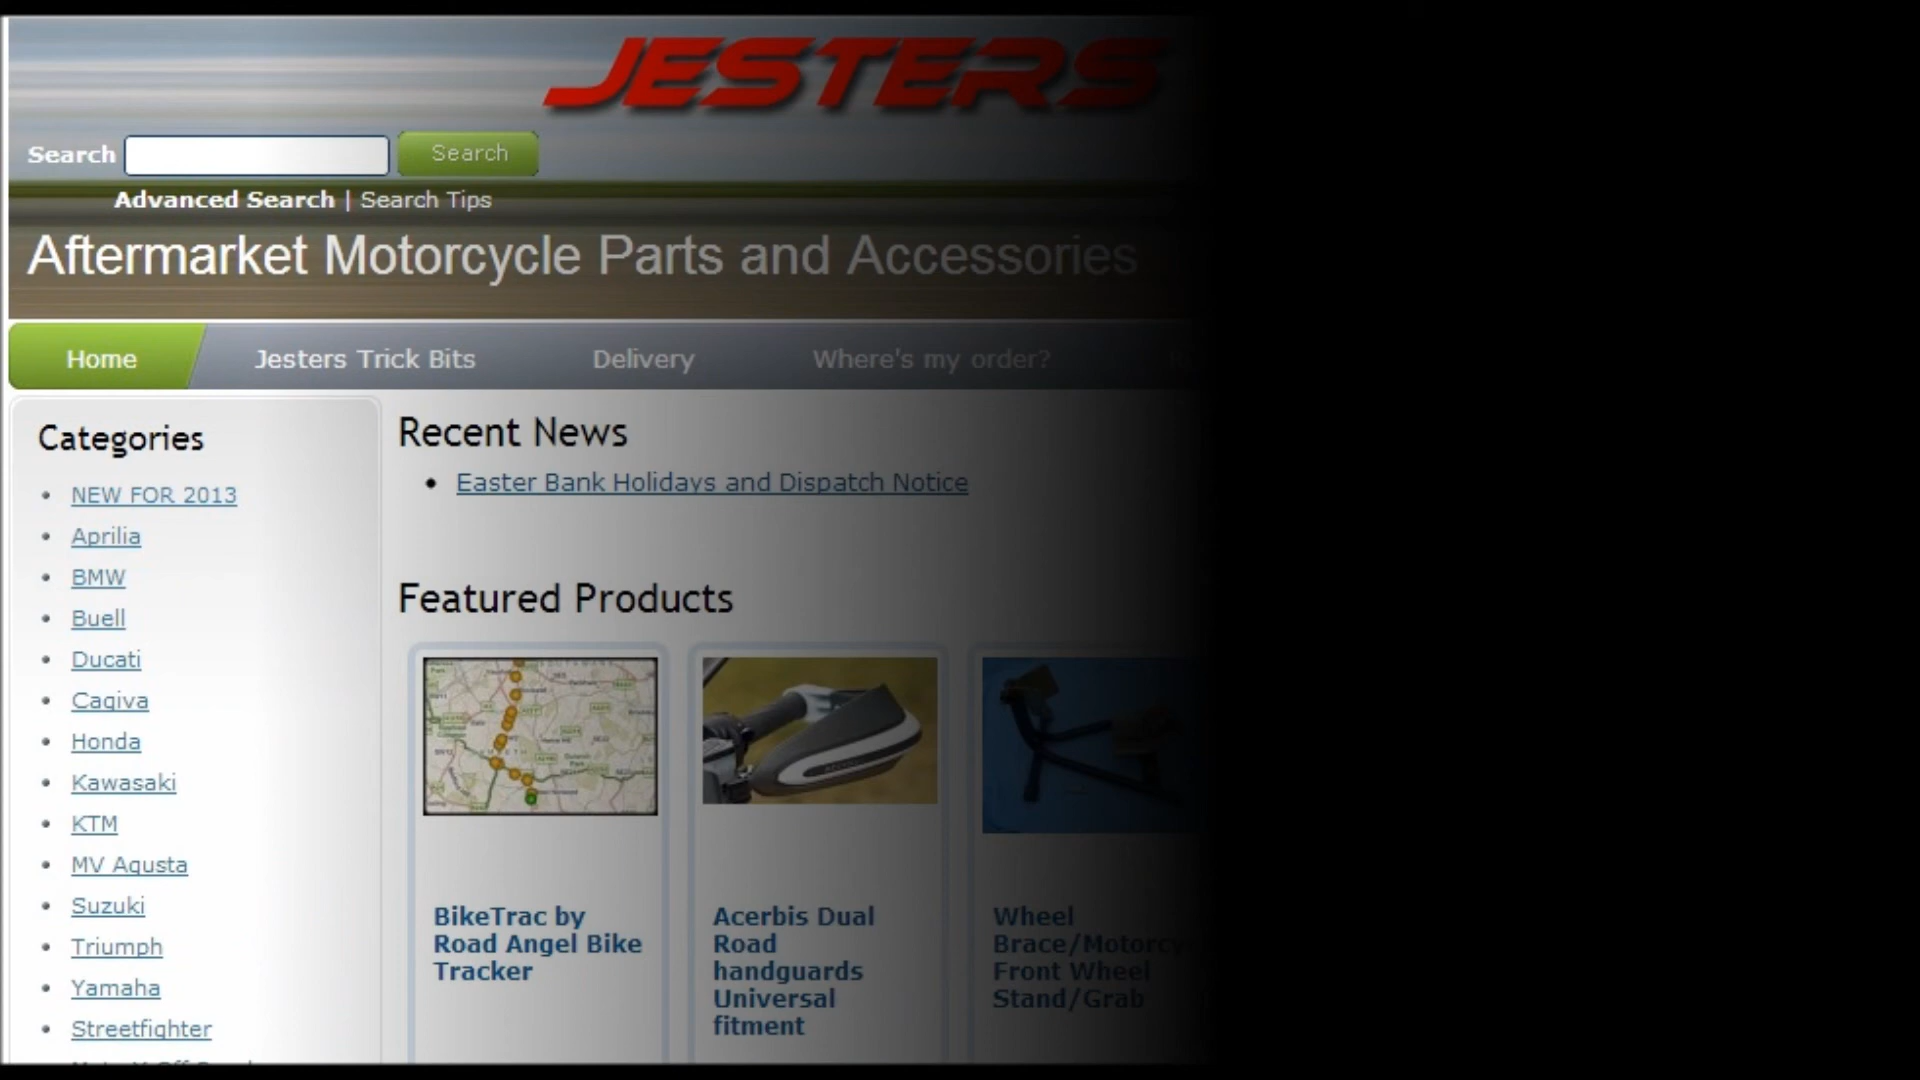 JESTERS
Search
Search
Advanced Search | Search Tips
Aftermarket Motorcycle Parts and Accessories
Home
Jesters Trick Bits
Delivery
Where's my order?
Categories
NEW FOR 2013
Aprilia
BMW
Buell
Ducati
Cagiva
Honda
Kawasaki
KTM
MV Agusta
Suzuki
Triumph
Yamaha
Streetfighter
Recent News
Easter Bank Holidays and Dispatch Notice
Featured Products
BikeTrac by
Road Angel Bike
Tracker
Acerbis Dual
Road
handguards
Universal
fitment
Wheel
Front Wheel
Stand/Grab